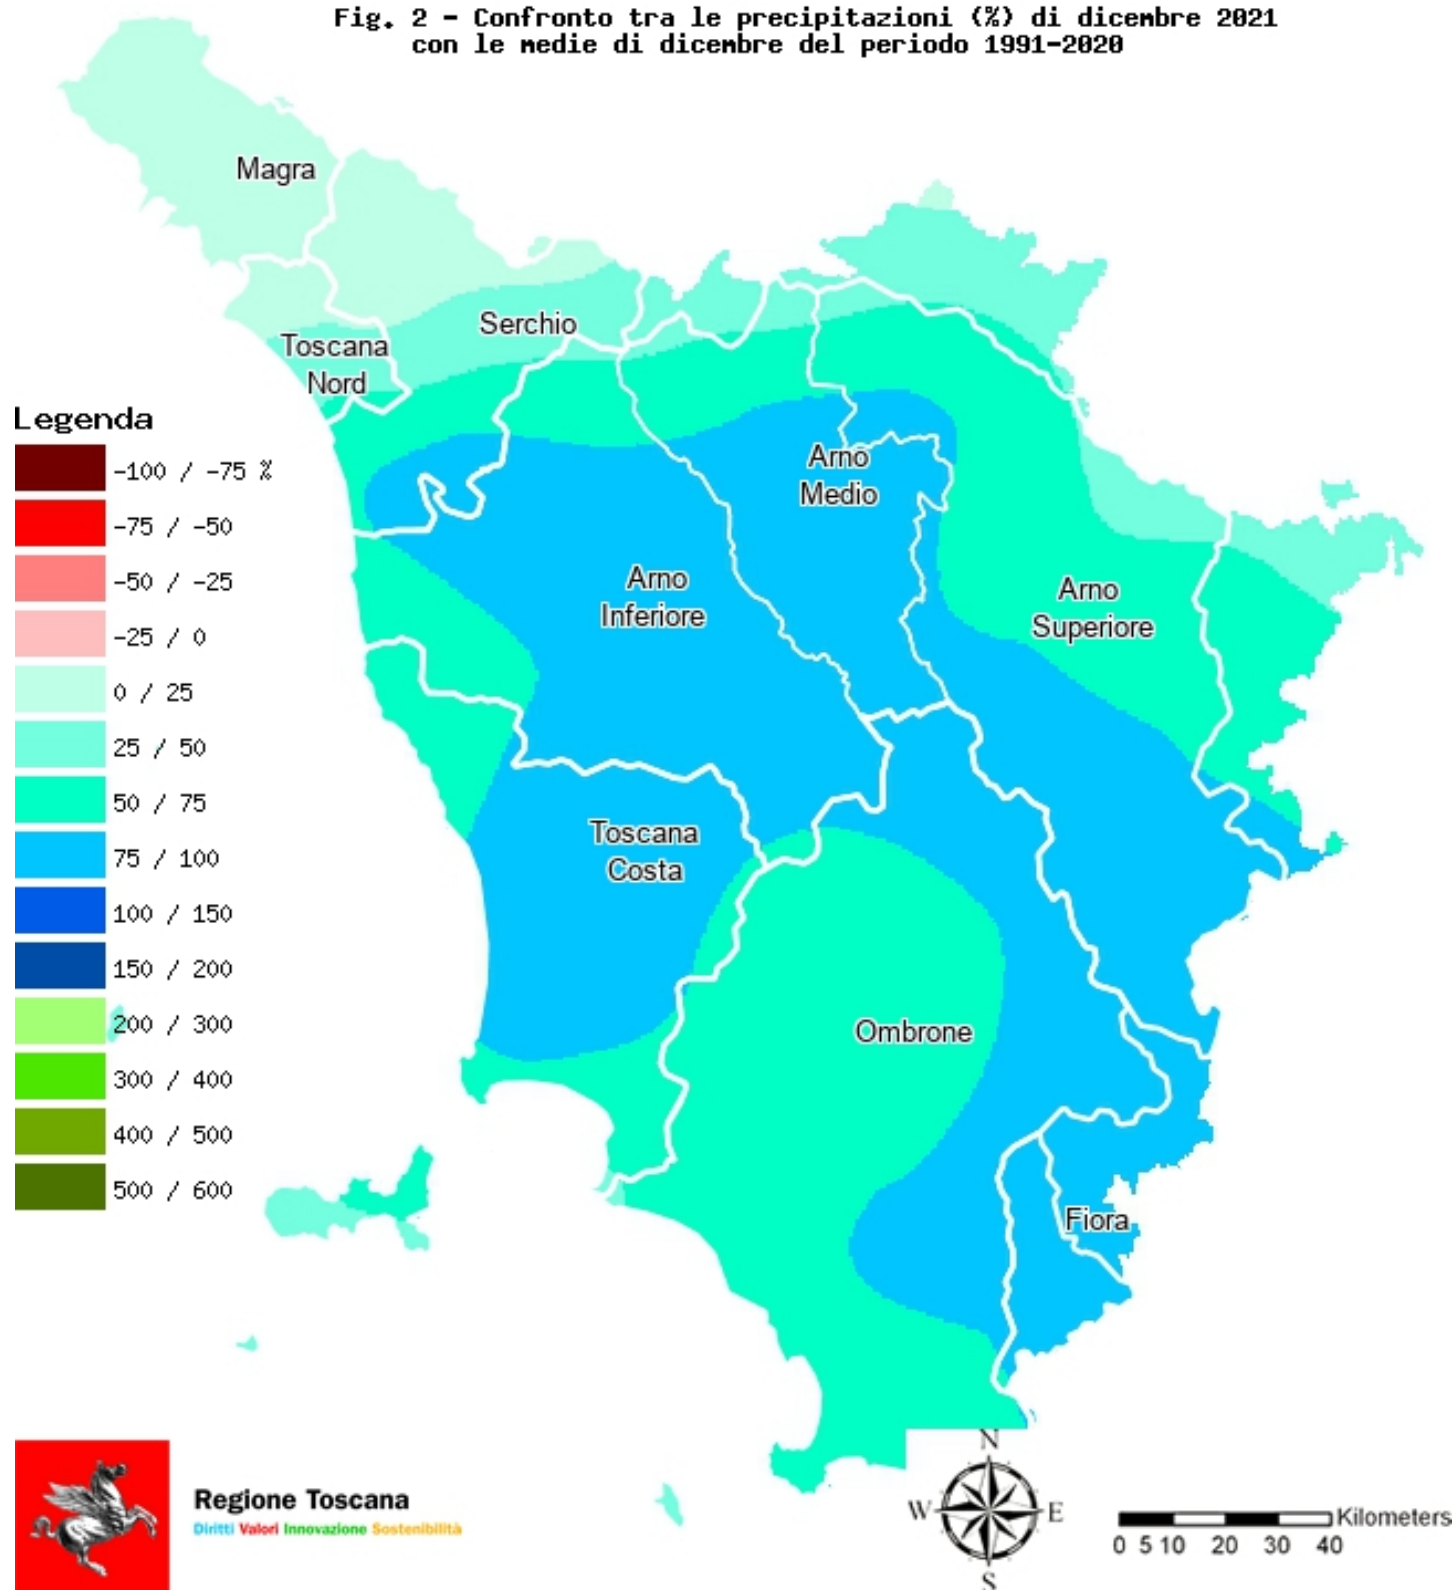 Fig. 2 - Confronto tra le precipitazioni (%) di dicembre 2021
con le medie di dicembre del periodo 1991-2020
Magra
Serchio
Toscana
Nord
Legenda
-100 / -75 %
-75 / -50
-50 / -25
-25 / 0
0 / 25
25 / 50
50 / 75
75 / 100
100 / 150
150 / 200
200 / 300
300 / 400
400 / 500
500 / 600
Arno
Medio
Arno
Inferiore
Arno
Superiore
Toscana
Costa
Ombrone
Fiora
Regione Toscana
Diritti Valori Innovazione Sostenibilità
N
W E
S
Kilometers
0 5 10 20 30 40